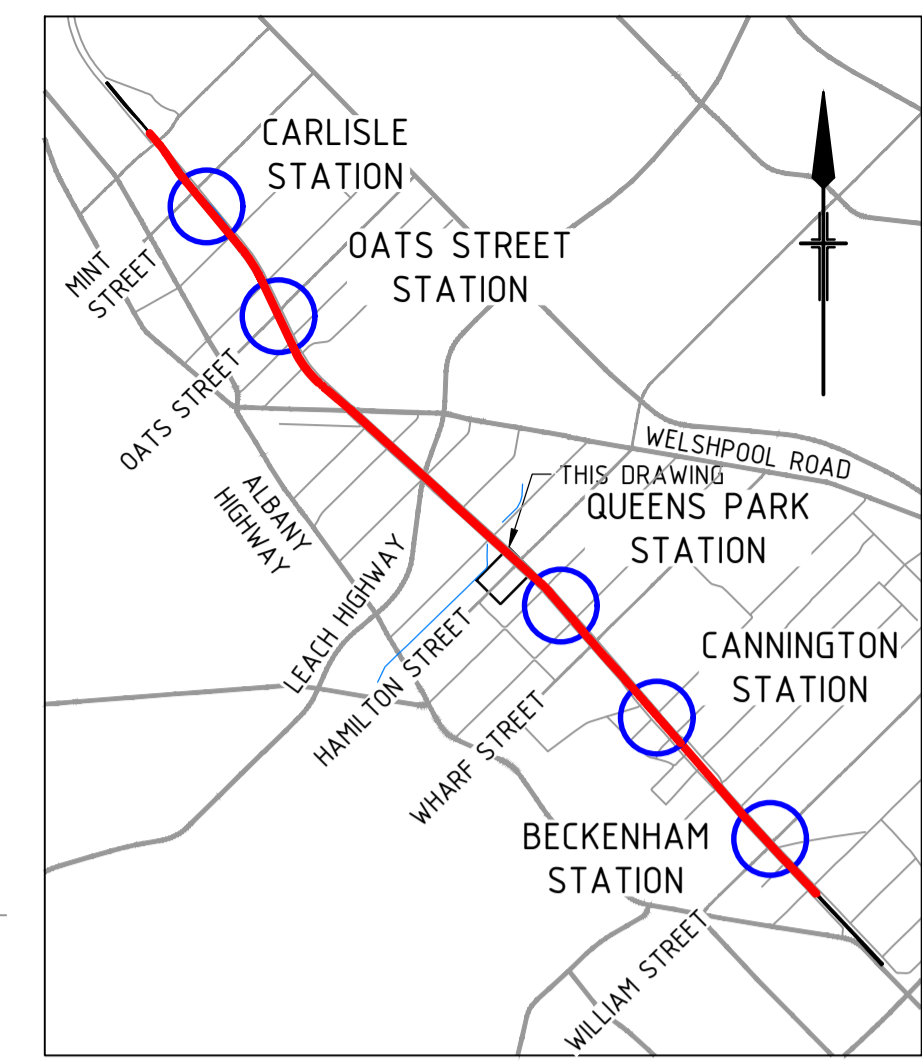 CARLISLE
STATION
MINT
STREET
OATS STREET
STATION
OATS STREET
WELSHPOOL ROAD
THIS DRAWING
ALBANY
HIGHWAY
QUEENS PARK
STATION
LEACH HIGHWAY
HAMILTON STREET
CANNINGTON
STATION
WHARF STREET
BECKENHAM
STATION
WILLIAM STREET